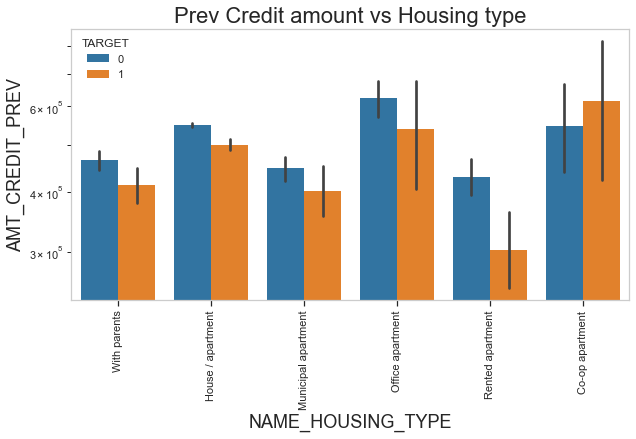 Prev Credit amount vs Housing type
TARGET
0
1
AMT_CREDIT_PREV
6 × 10⁵
4 × 10⁵
3 × 10⁵
With parents
House / apartment
Municipal apartment
Office apartment
Rented apartment
Co-op apartment
NAME_HOUSING_TYPE